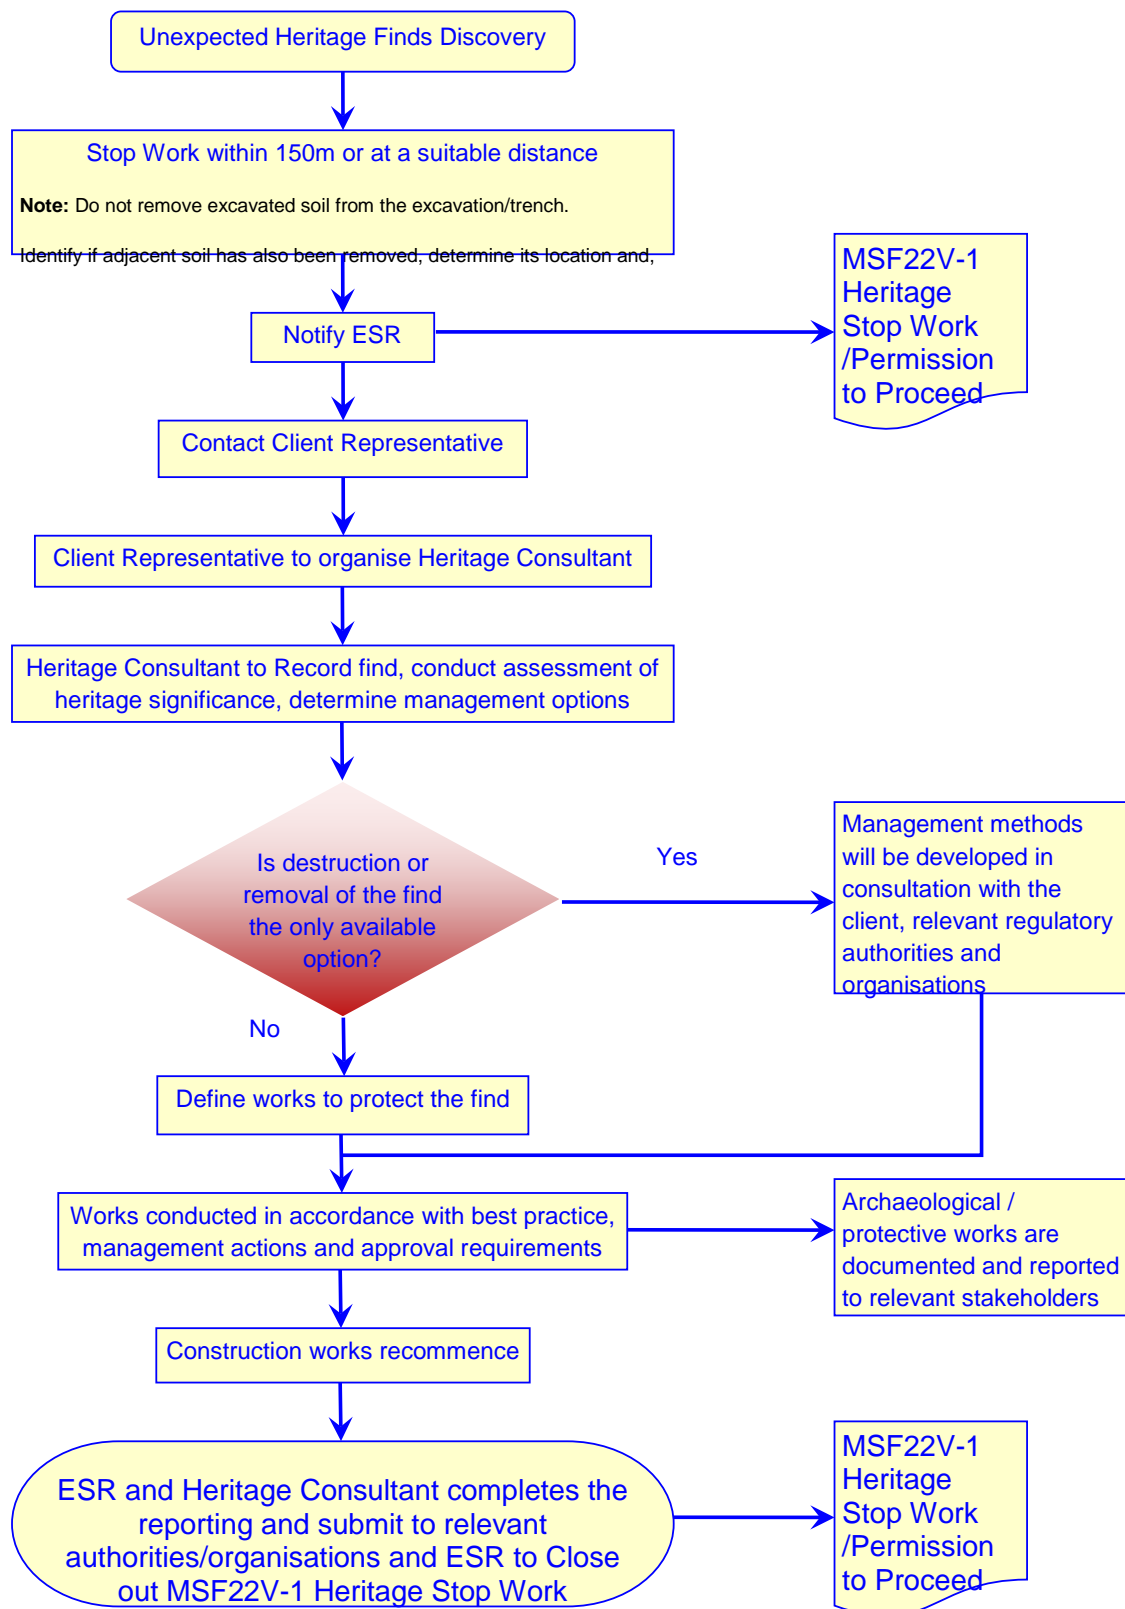 Unexpected Heritage Finds Discovery
Stop Work within 150m or at a suitable distance
Note: Do not remove excavated soil from the excavation/trench.
Identify if adjacent soil has also been removed, determine its location and,
Notify ESR
MSF22V-1
Heritage
Stop Work
/Permission
to Proceed
Contact Client Representative
Client Representative to organise Heritage Consultant
Heritage Consultant to Record find, conduct assessment of
heritage significance, determine management options
Is destruction or
removal of the find
the only available
option?
Yes
Management methods
will be developed in
consultation with the
client, relevant regulatory
authorities and
organisations
No
Define works to protect the find
Works conducted in accordance with best practice,
management actions and approval requirements
Archaeological /
protective works are
documented and reported
to relevant stakeholders
Construction works recommence
ESR and Heritage Consultant completes the
reporting and submit to relevant
authorities/organisations and ESR to Close
out MSF22V-1 Heritage Stop Work
MSF22V-1
Heritage
Stop Work
/Permission
to Proceed